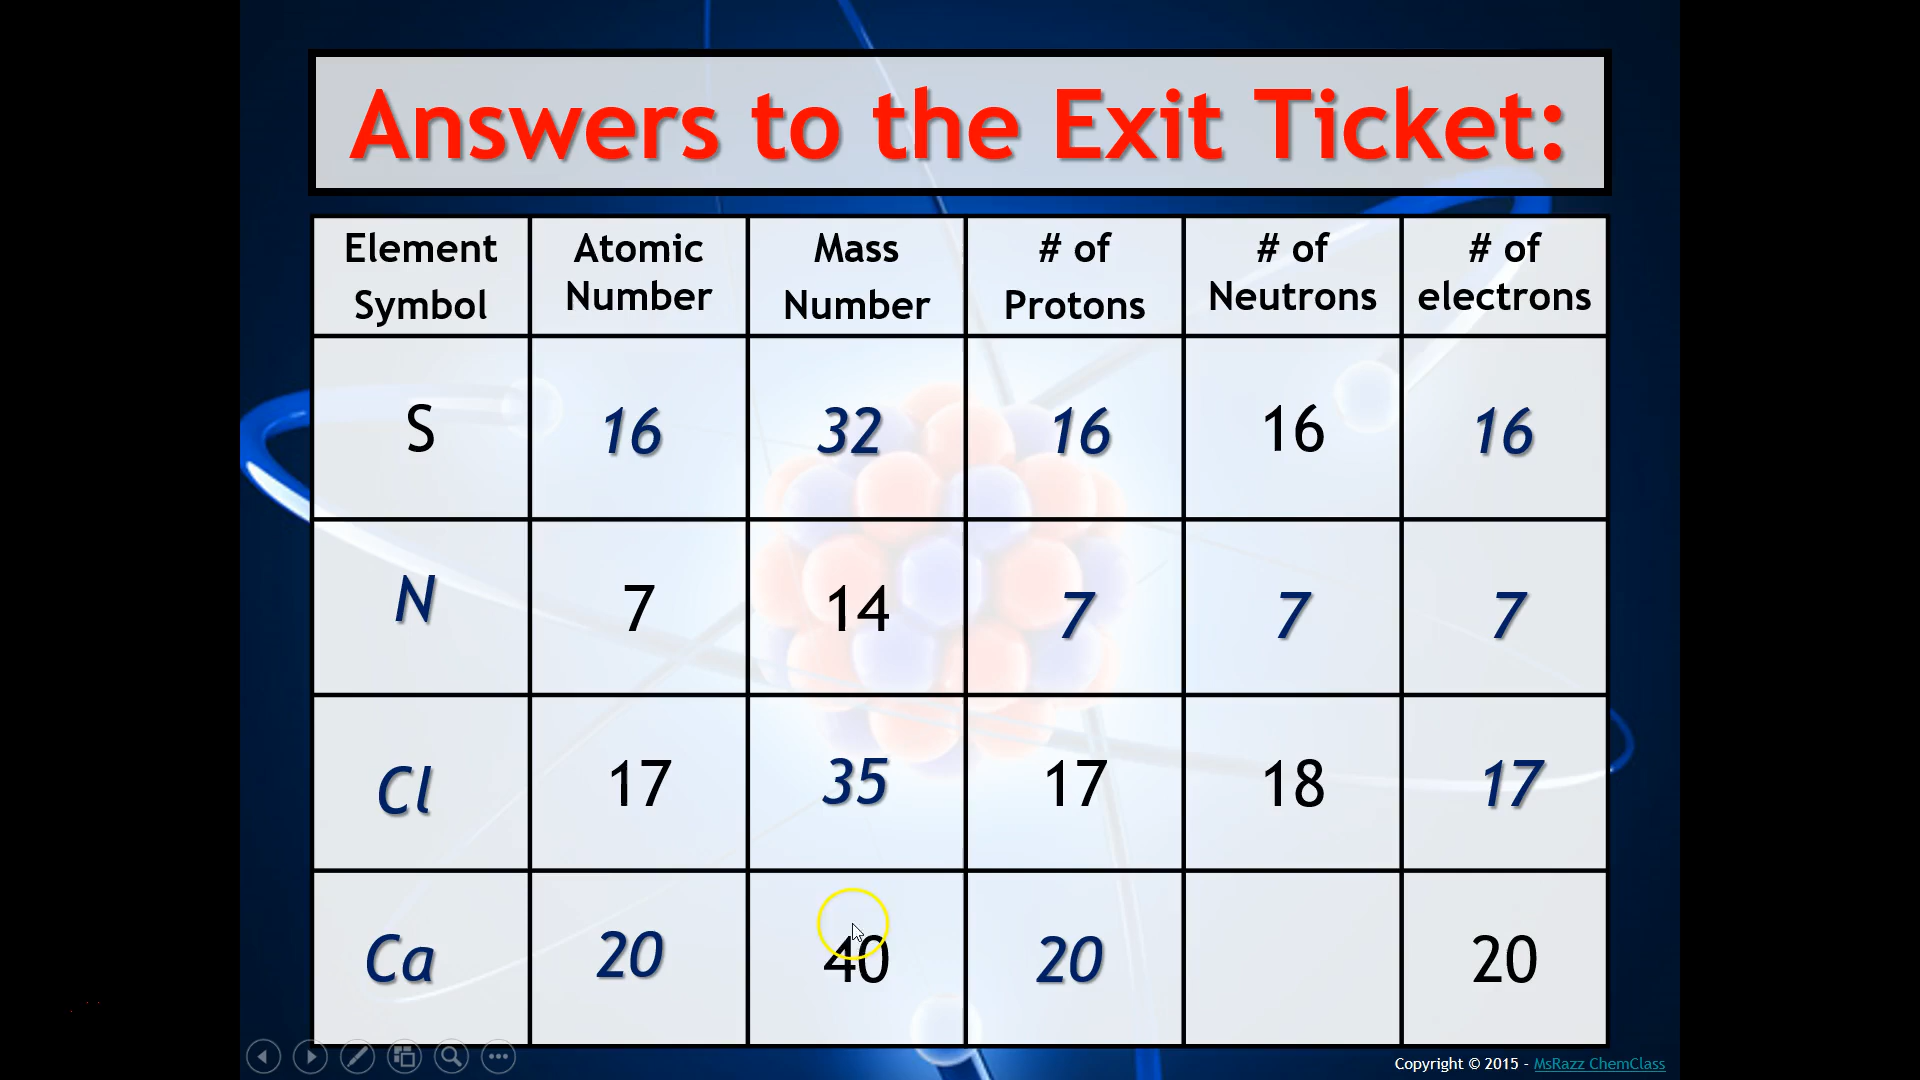 Answers to the Exit Ticket:
Element Symbol Atomic Number Mass Number # of Protons # of Neutrons # of electrons
S 16 32 16 16 16
N 7 14 7 7 7
Cl 17 35 17 18 17
Ca 20 40 20 20
Copyright © 2015 - MsRazz ChemClass